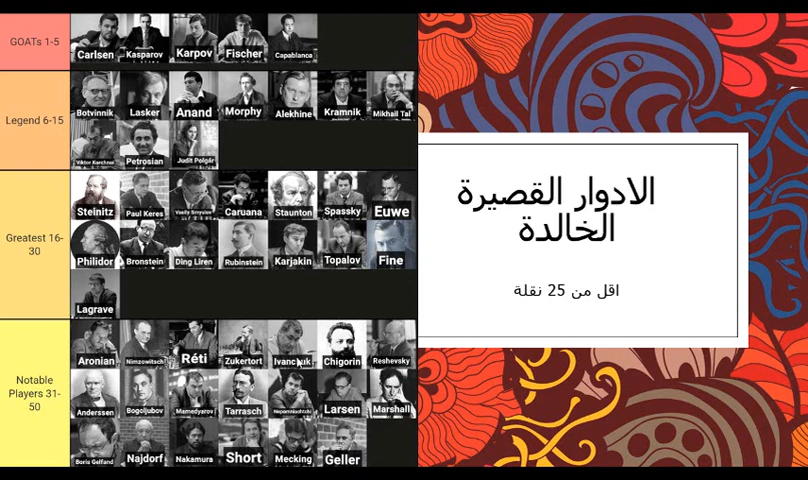 GOATs 1-5
Carlsen
Kasparov
Karpov
Fischer
Capablanca
Legend 6-15
Botvinnik
Lasker
Anand
Morphy
Alekhine
Kramnik
Mikhail Tal
Viktor Korchnoi
Petrosian
Judit Polgár
Greatest 16-
30
Steinitz
Paul Keres
Vasily Smyslov
Caruana
Staunton
Spassky
Euwe
Philidor
Bronstein
Ding Liren
Rubinstein
Karjakin
Topalov
Fine
Lagrave
Notable
Players 31-
50
Aronian
Nimzowitsch
Réti
Zukertort
Ivanchuk
Chigorin
Reshevsky
Anderssen
Bogoljubov
Mamedyarov
Tarrasch
Nepomniachtchi
Larsen
Marshall
Boris Gelfand
Najdorf
Nakamura
Short
Mecking
Geller
الادوار القصيرة
الخالدة
اقل من 25 نقلة